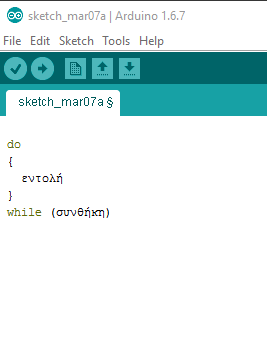 sketch_mar07a | Arduino 1.6.7
File Edit Sketch Tools Help
sketch_mar07a §
do
{
εντολή
}
while (συνθήκη)